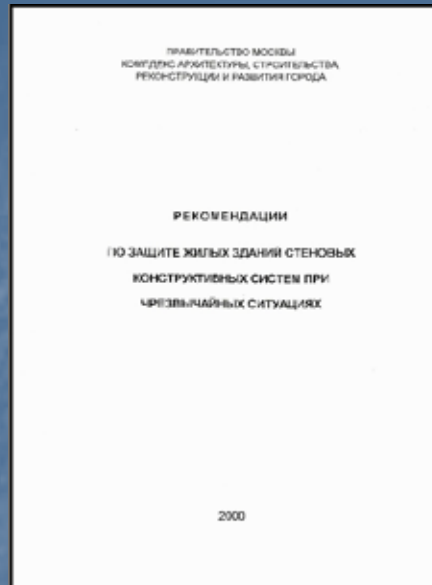 ПРАВИТЕЛЬСТВО МОСКВЫ
КОМПЛЕКС АРХИТЕКТУРЫ, СТРОИТЕЛЬСТВА,
РЕКОНСТРУКЦИИ И РАЗВИТИЯ ГОРОДА
РЕКОМЕНДАЦИИ
ПО ЗАЩИТЕ ЖИЛЫХ ЗДАНИЙ СТЕНОВЫХ
КОНСТРУКТИВНЫХ СИСТЕМ ПРИ
ЧРЕЗВЫЧАЙНЫХ СИТУАЦИЯХ
2000